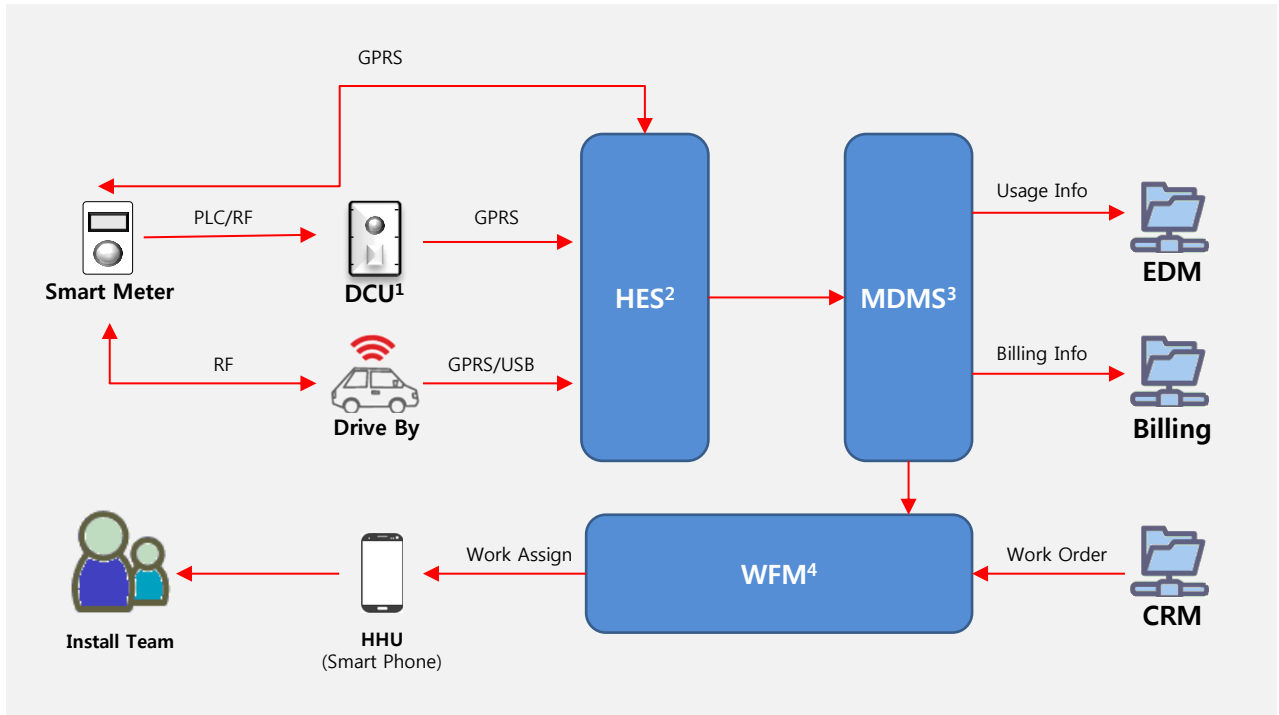 GPRS
PLC/RF
GPRS
Usage Info
Smart Meter
DCU¹
HES²
MDMS³
EDM
RF
GPRS/USB
Billing Info
Drive By
Billing
Work Assign
WFM⁴
Work Order
Install Team
HHU
(Smart Phone)
CRM